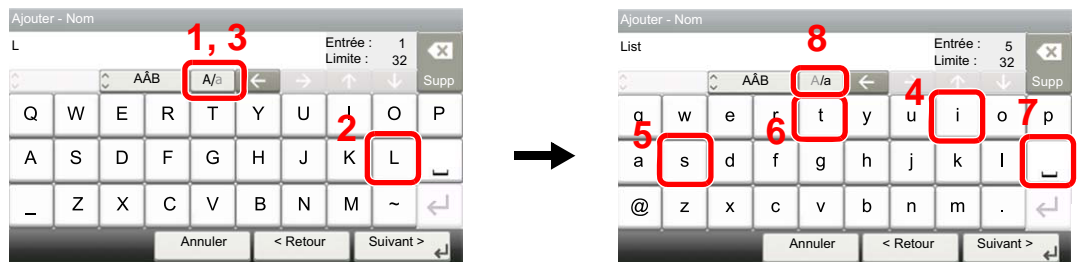 Ajouter - Nom
L
Entrée : 1
Limite : 32
1, 3
AÂB A/a Supp
Q W E R T Y U I O P
2
A S D F G H J K L
_ Z X C V B N M ~
Annuler < Retour Suivant >
Ajouter - Nom
List
Entrée : 5
Limite : 32
8
AÂB A/a Supp
4
q w e r t y u i o p
5 6 7
a s d f g h j k l
@ z x c v b n m .
Annuler < Retour Suivant >